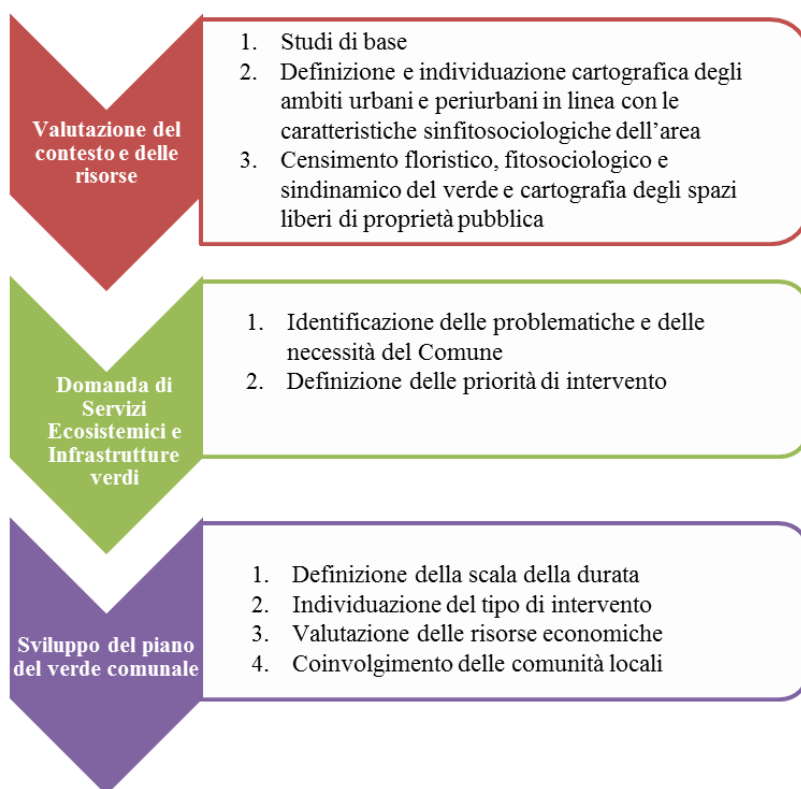 Valutazione del
contesto e delle
risorse
1. Studi di base
2. Definizione e individuazione cartografica degli
ambiti urbani e periurbani in linea con le
caratteristiche sinfitosociologiche dell'area
3. Censimento floristico, fitosociologico e
sindinamico del verde e cartografia degli spazi
liberi di proprietà pubblica
Domanda di
Servizi
Ecosistemici e
Infrastrutture
verdi
1. Identificazione delle problematiche e delle
necessità del Comune
2. Definizione delle priorità di intervento
Sviluppo del piano
del verde comunale
1. Definizione della scala della durata
2. Individuazione del tipo di intervento
3. Valutazione delle risorse economiche
4. Coinvolgimento delle comunità locali